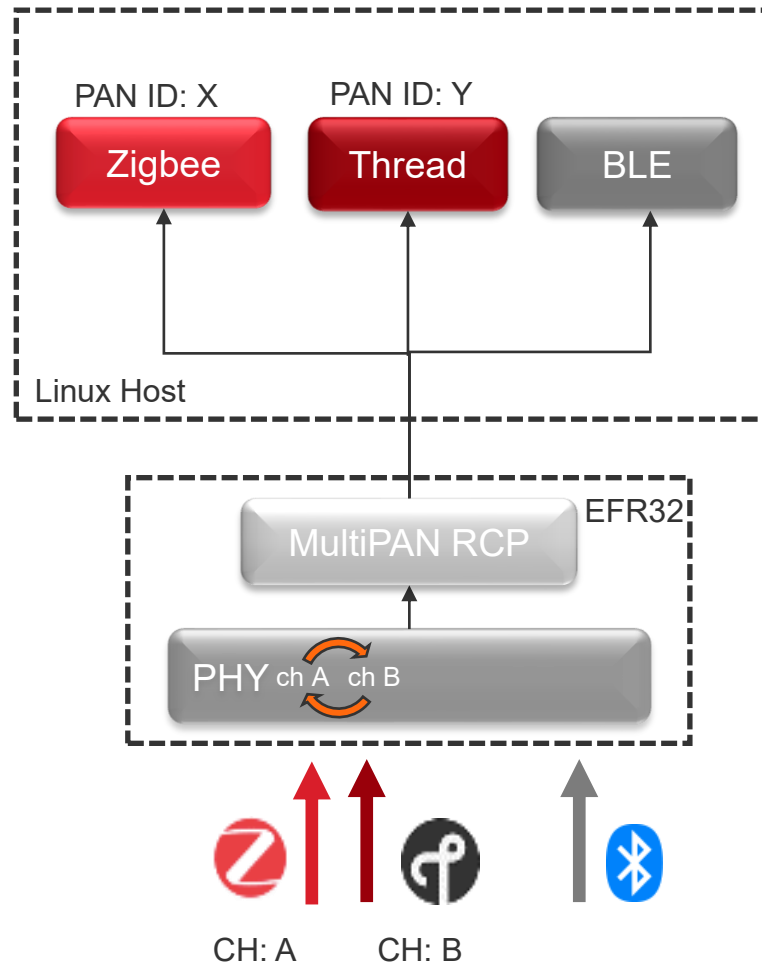 PAN ID: X
PAN ID: Y
Zigbee
Thread
BLE
Linux Host
EFR32
MultiPAN RCP
PHY ch A ch B
CH: A
CH: B